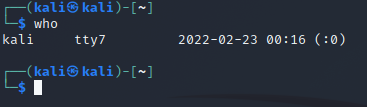 ┌──(kali㉿kali)-[~]
└─$ who
kali     tty7         2022-02-23 00:16 (:0)
┌──(kali㉿kali)-[~]
└─$